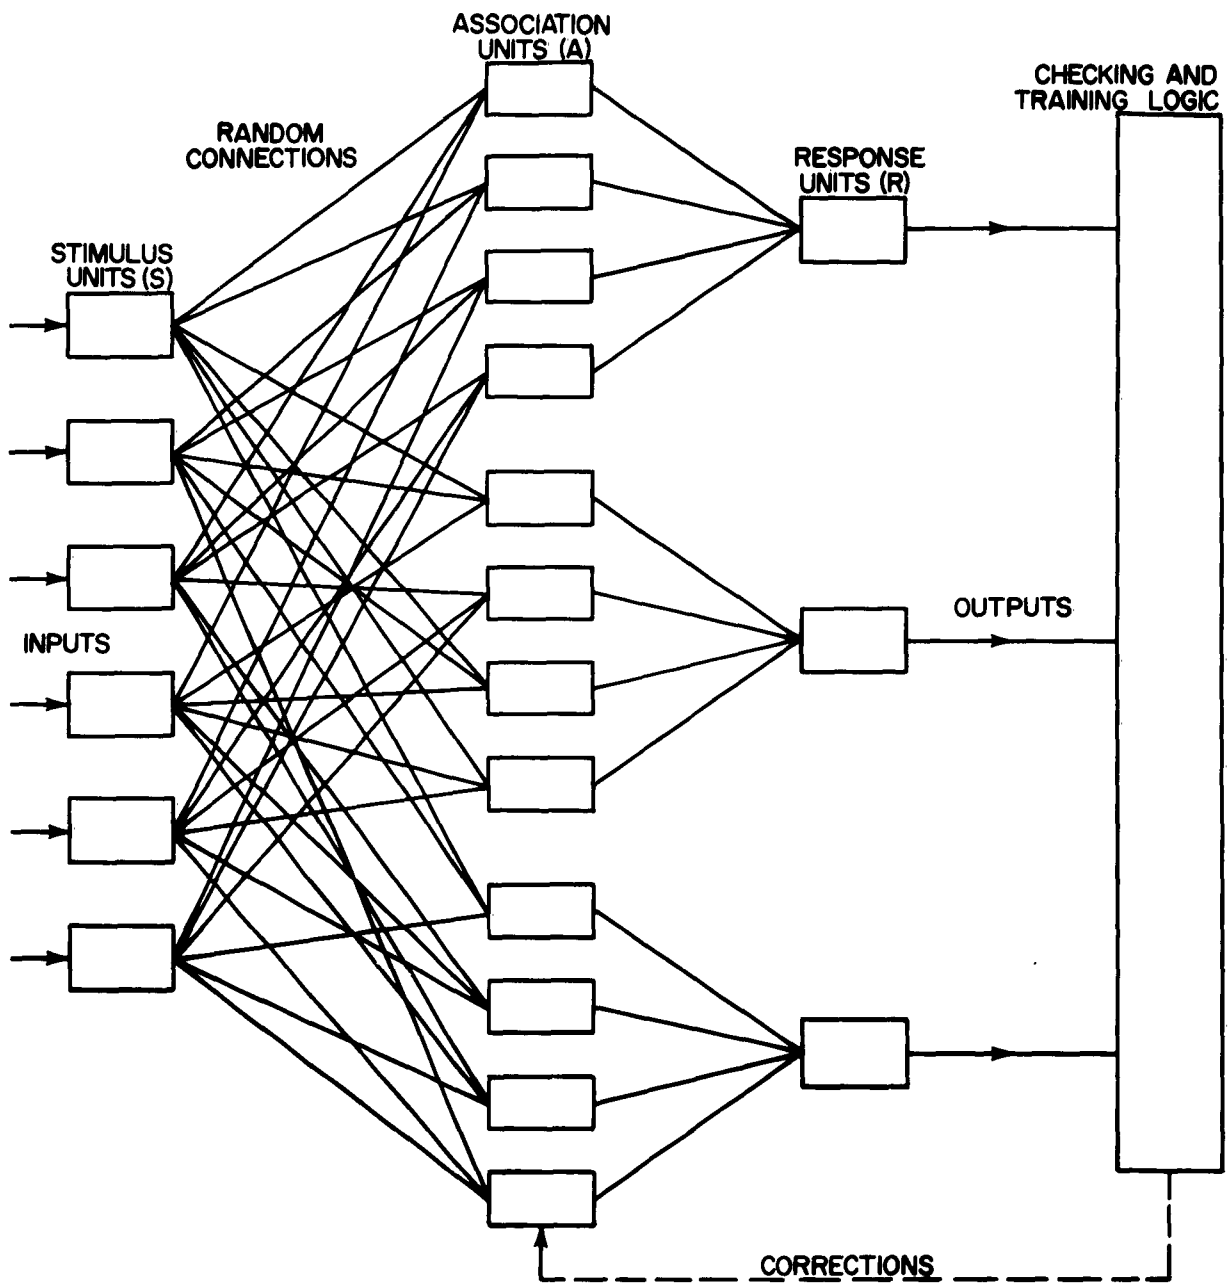 ASSOCIATION
UNITS (A)
CHECKING AND
TRAINING LOGIC
RANDOM
CONNECTIONS
RESPONSE
UNITS (R)
STIMULUS
UNITS (S)
OUTPUTS
INPUTS
CORRECTIONS